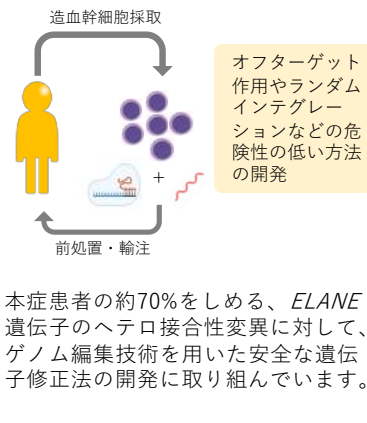 造血幹細胞採取
オフターゲット
作用やランダム
インテグレー
ションなどの危
険性の低い方法
の開発
+
前処置・輸注
本症患者の約70%をしめる、ELANE
遺伝子のヘテロ接合性変異に対して、
ゲノム編集技術を用いた安全な遺伝
子修正法の開発に取り組んでいます。